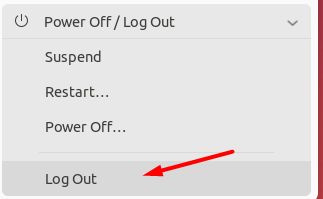 Power Off / Log Out
Suspend
Restart...
Power Off...
Log Out